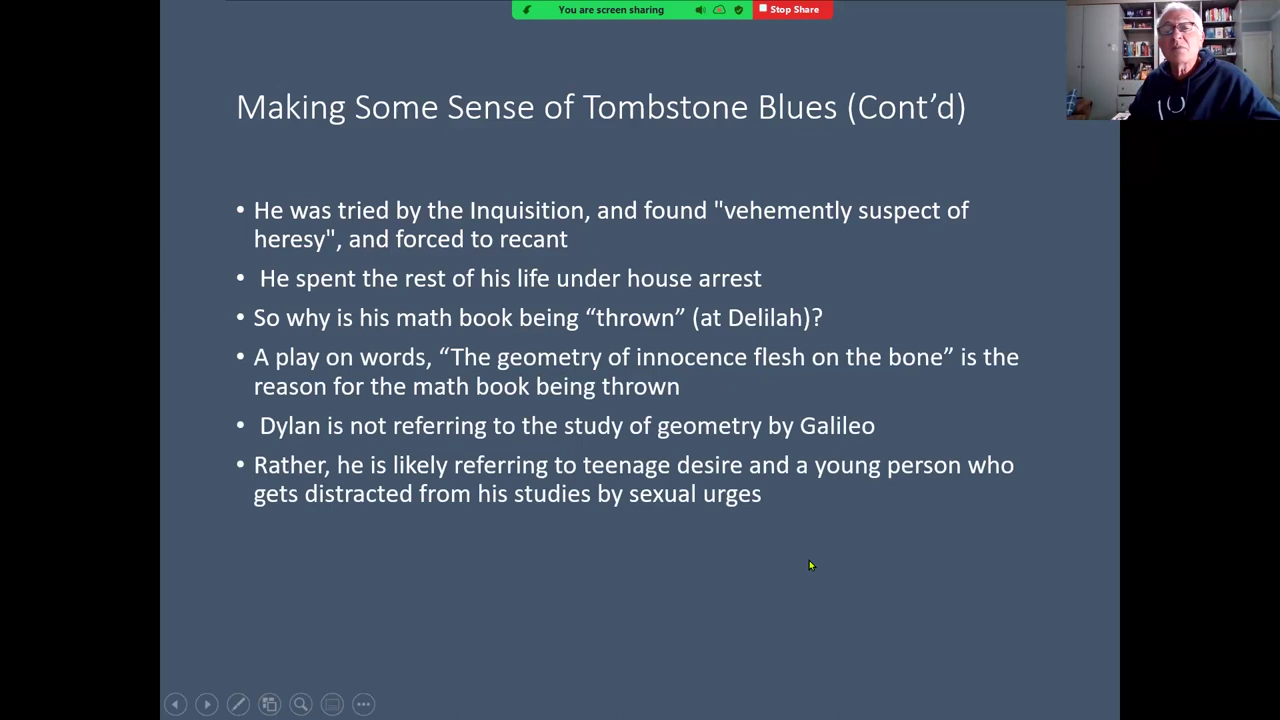 You are screen sharing
Stop Share
Making Some Sense of Tombstone Blues (Cont’d)
• He was tried by the Inquisition, and found "vehemently suspect of
heresy", and forced to recant
• He spent the rest of his life under house arrest
• So why is his math book being “thrown” (at Delilah)?
• A play on words, “The geometry of innocence flesh on the bone” is the
reason for the math book being thrown
• Dylan is not referring to the study of geometry by Galileo
• Rather, he is likely referring to teenage desire and a young person who
gets distracted from his studies by sexual urges